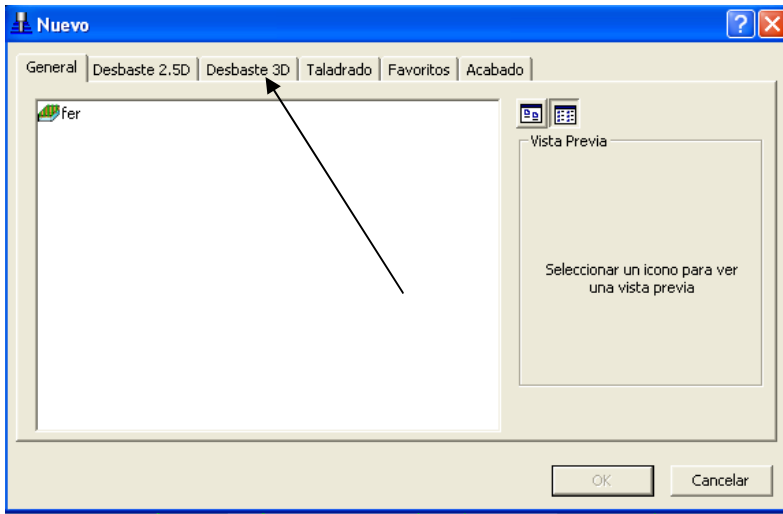 Nuevo
General Desbaste 2.5D Desbaste 3D Taladrado Favoritos Acabado
fer
Vista Previa
Seleccionar un icono para ver
una vista previa
OK Cancelar